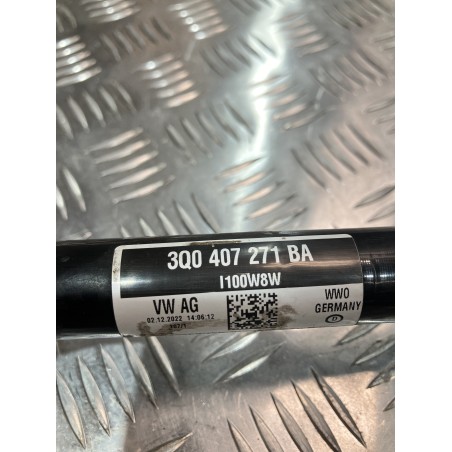 3Q0 407 271 BA
I100W8W
VW AG
02.12.2022 14:06:12
WWO
GERMANY